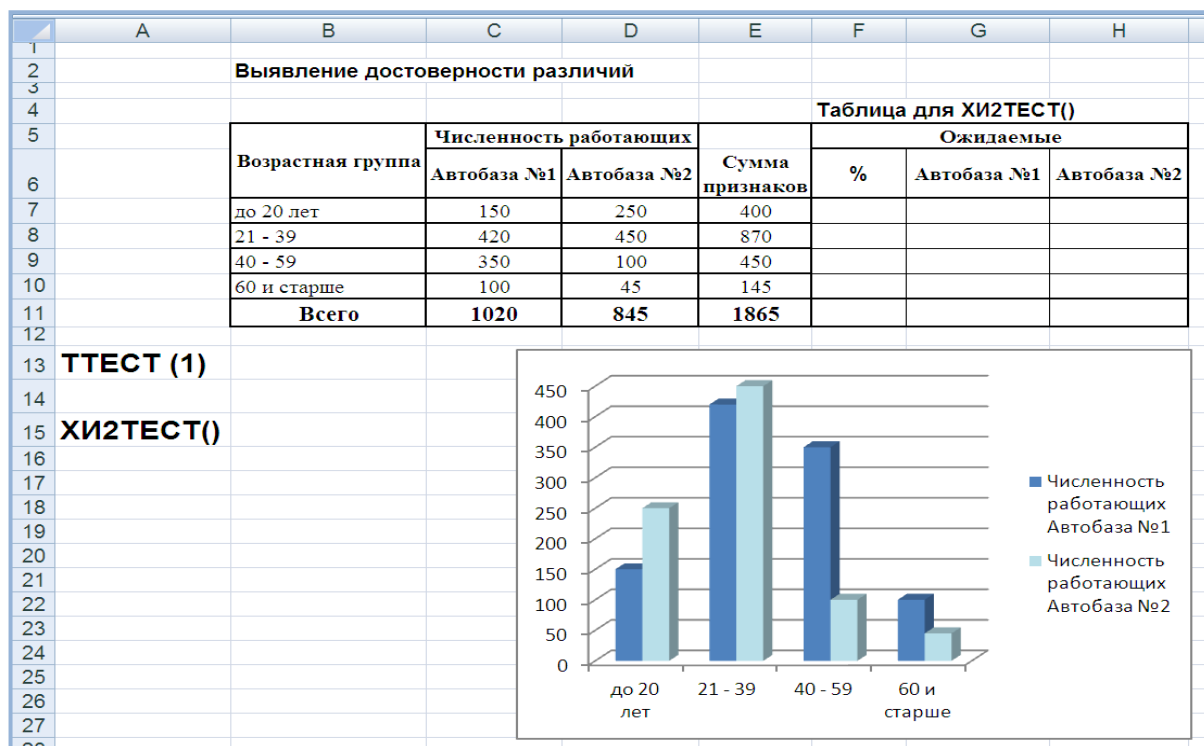 A B C D E F G H
1
2 Выявление достоверности различий
3
4 Таблица для ХИ2ТЕСТ()
5 Численность работающих Ожидаемые
6 Возрастная группа Автобаза №1 Автобаза №2 Сумма признаков % Автобаза №1 Автобаза №2
7 до 20 лет 150 250 400
8 21 - 39 420 450 870
9 40 - 59 350 100 450
10 60 и старше 100 45 145
11 Всего 1020 845 1865
12
13 ТТЕСТ (1)
14
15 ХИ2ТЕСТ()
16
17
18
19
20
21
22
23
24
25
26
27
28
450
400
350
300
250
200
150
100
50
0
до 20 лет
21 - 39
40 - 59
60 и старше
Численность
работающих
Автобаза №1
Численность
работающих
Автобаза №2